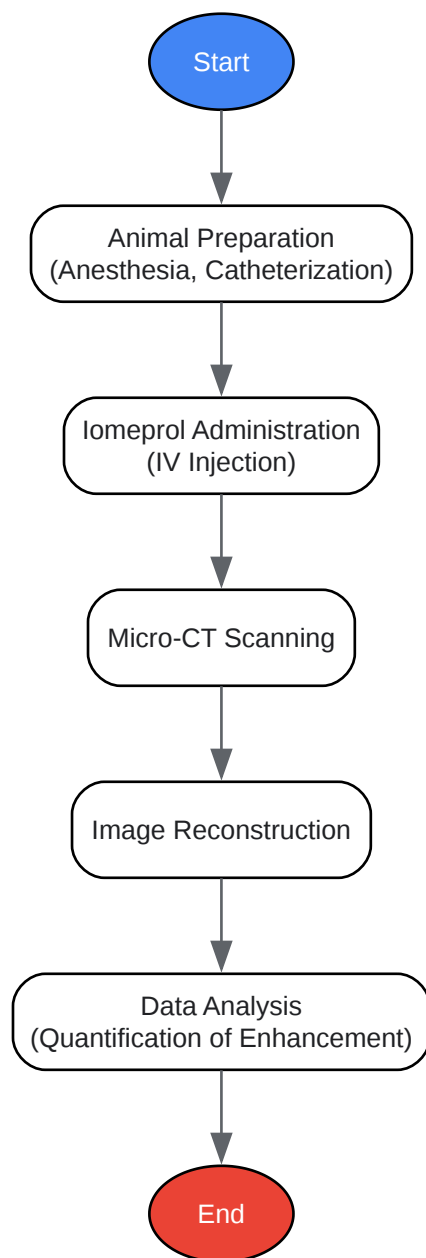 Start
Animal Preparation
(Anesthesia, Catheterization)
Iomeprol Administration
(IV Injection)
Micro-CT Scanning
Image Reconstruction
Data Analysis
(Quantification of Enhancement)
End